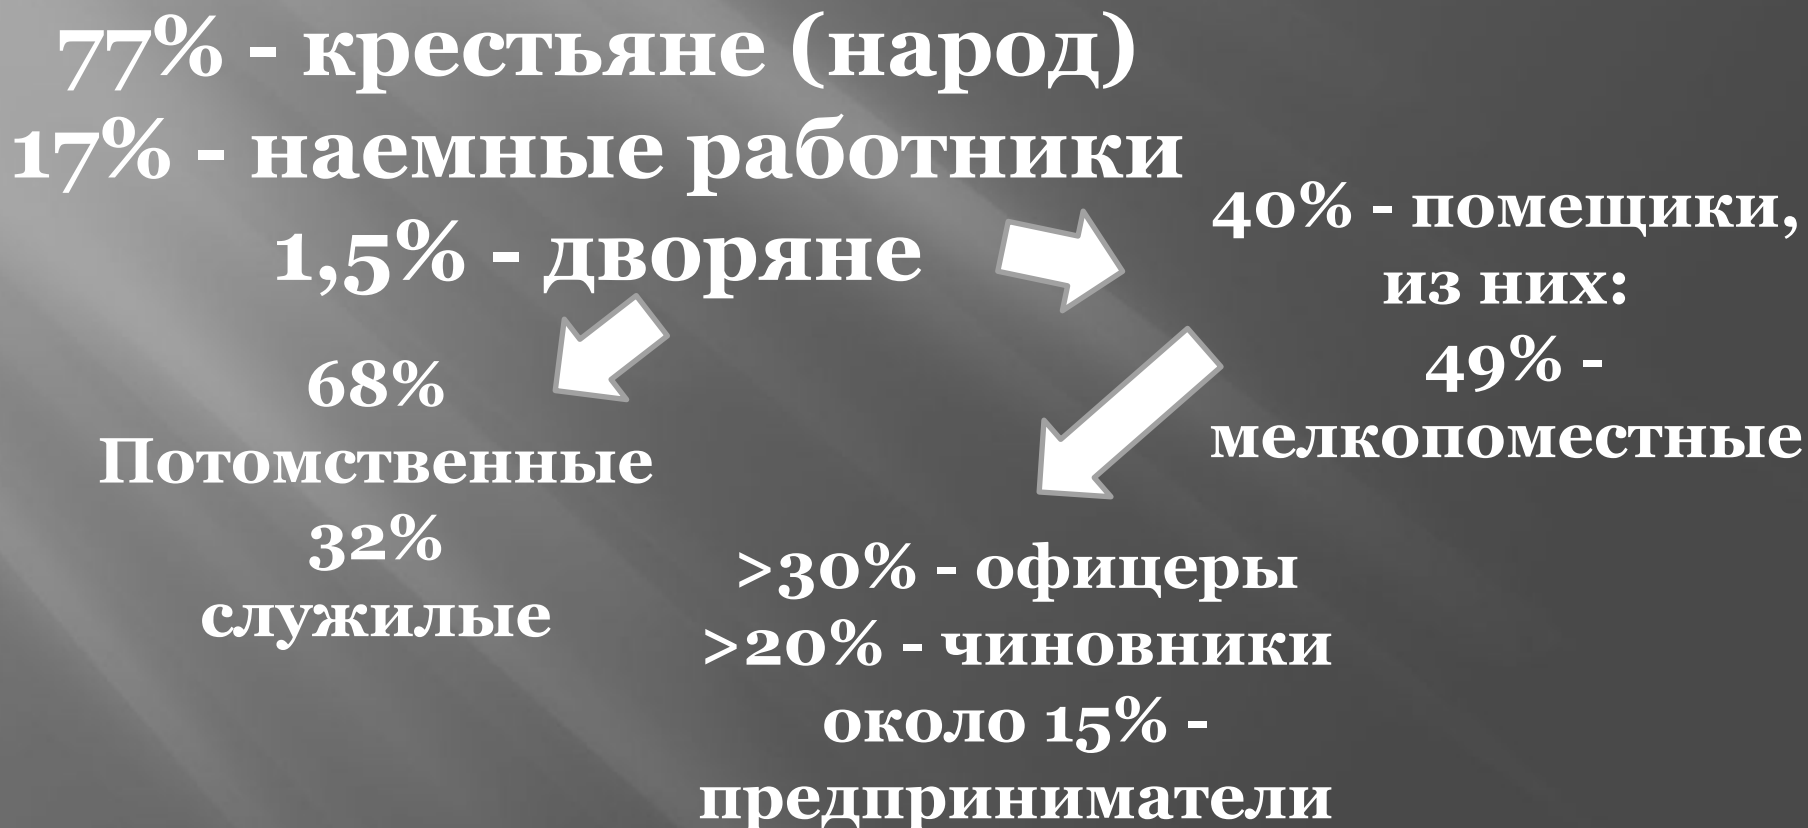 77% - крестьяне (народ)
17% - наемные работники
1,5% - дворяне
68%
Потомственные
32%
служилые
40% - помещики,
из них:
49% -
мелкопоместные
>30% - офицеры
>20% - чиновники
около 15% -
предприниматели